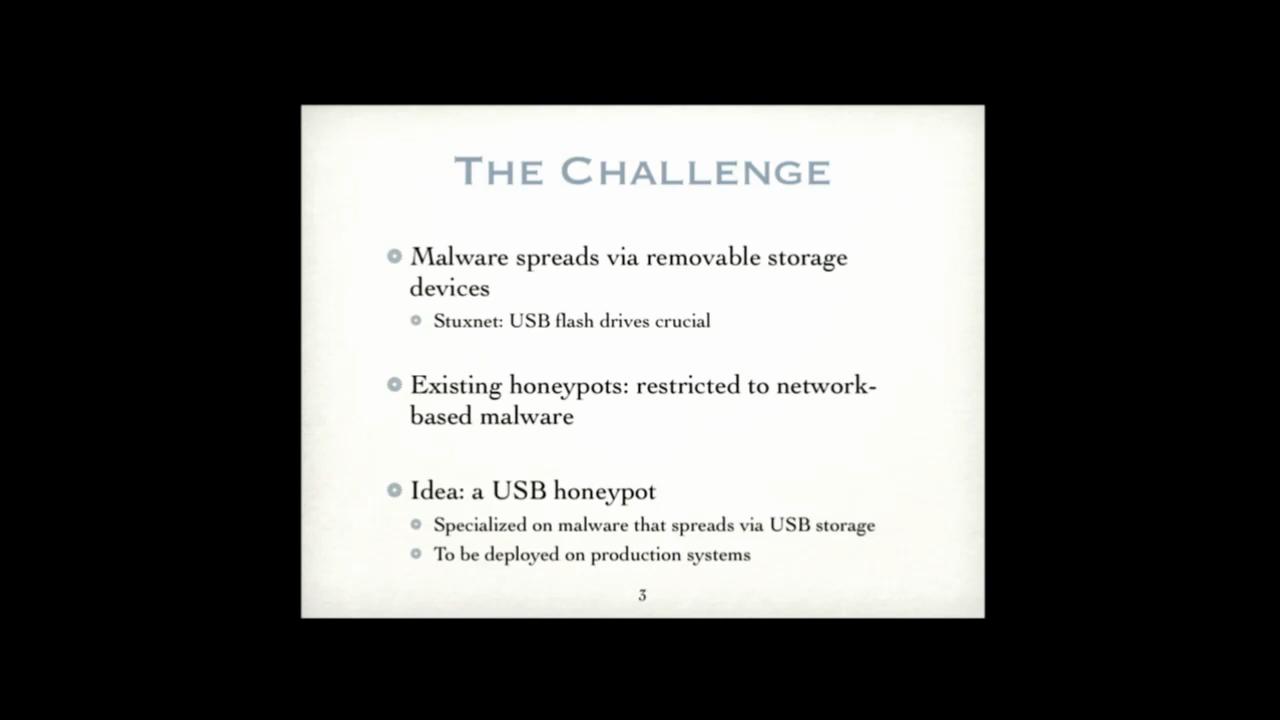 The Challenge
Malware spreads via removable storage
devices
Stuxnet: USB flash drives crucial
Existing honeypots: restricted to network-
based malware
Idea: a USB honeypot
Specialized on malware that spreads via USB storage
To be deployed on production systems
3